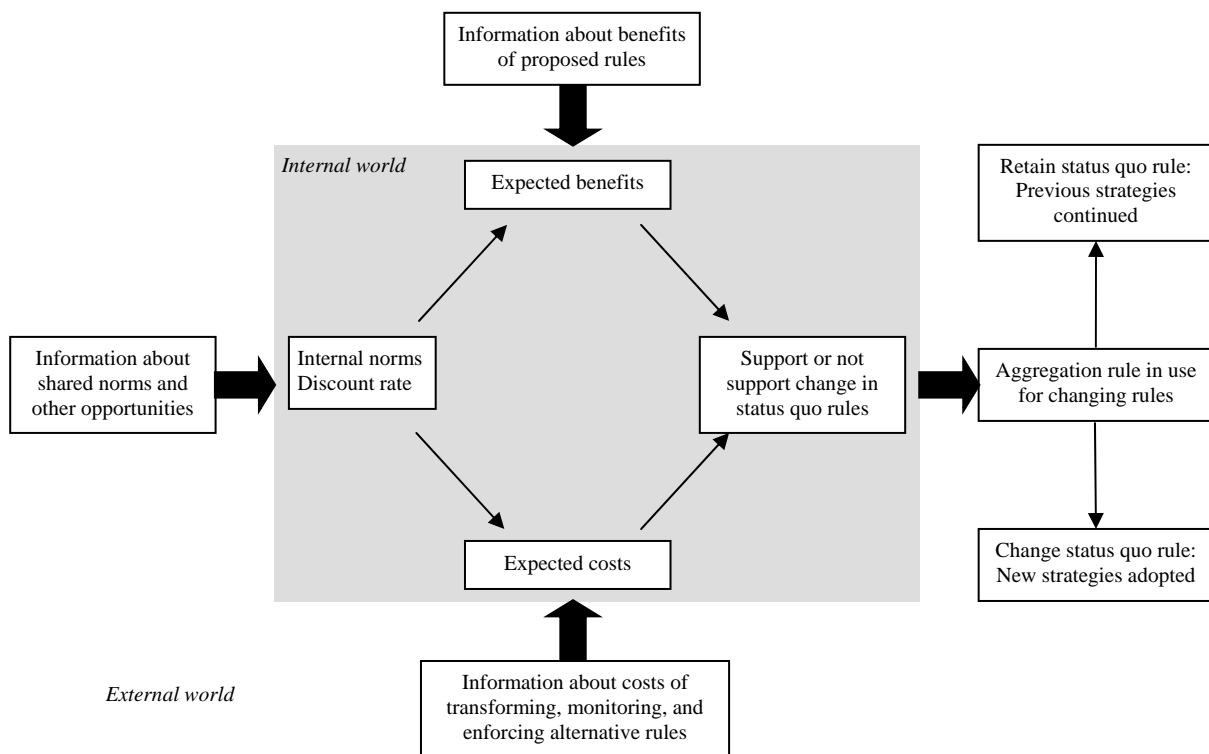 Information about benefits
of proposed rules
Internal world
Expected benefits
Retain status quo rule:
Previous strategies
continued
Information about
shared norms and
other opportunities
Internal norms
Discount rate
Support or not
support change in
status quo rules
Aggregation rule in use
for changing rules
Expected costs
Change status quo rule:
New strategies adopted
External world
Information about costs of
transforming, monitoring, and
enforcing alternative rules